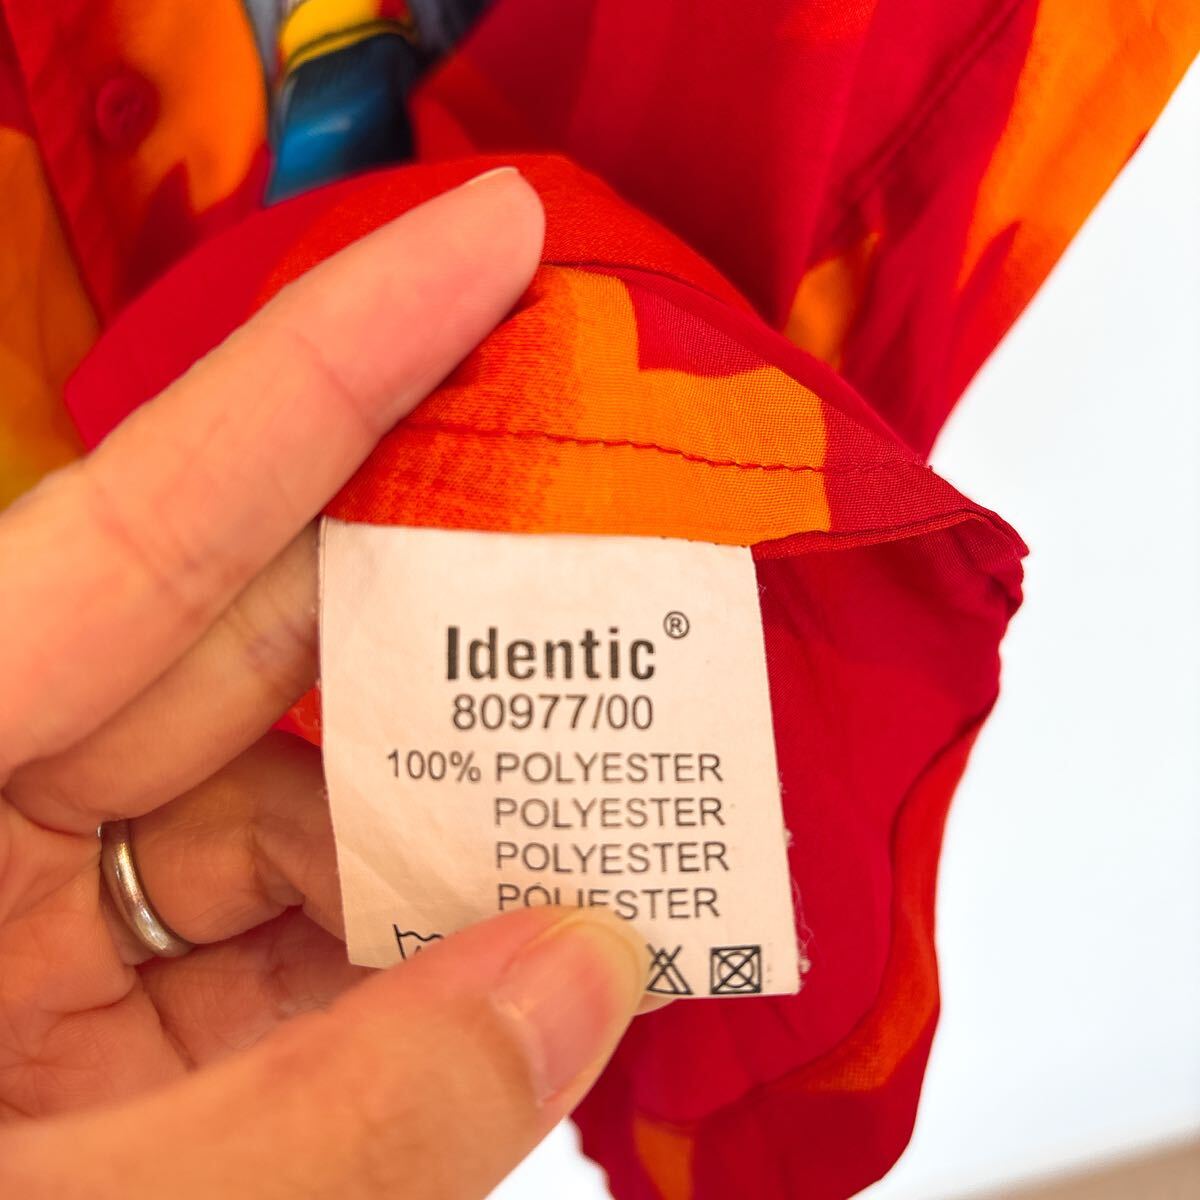 Identic®
80977/00
100% POLYESTER
POLYESTER
POLYESTER
POLIESTER